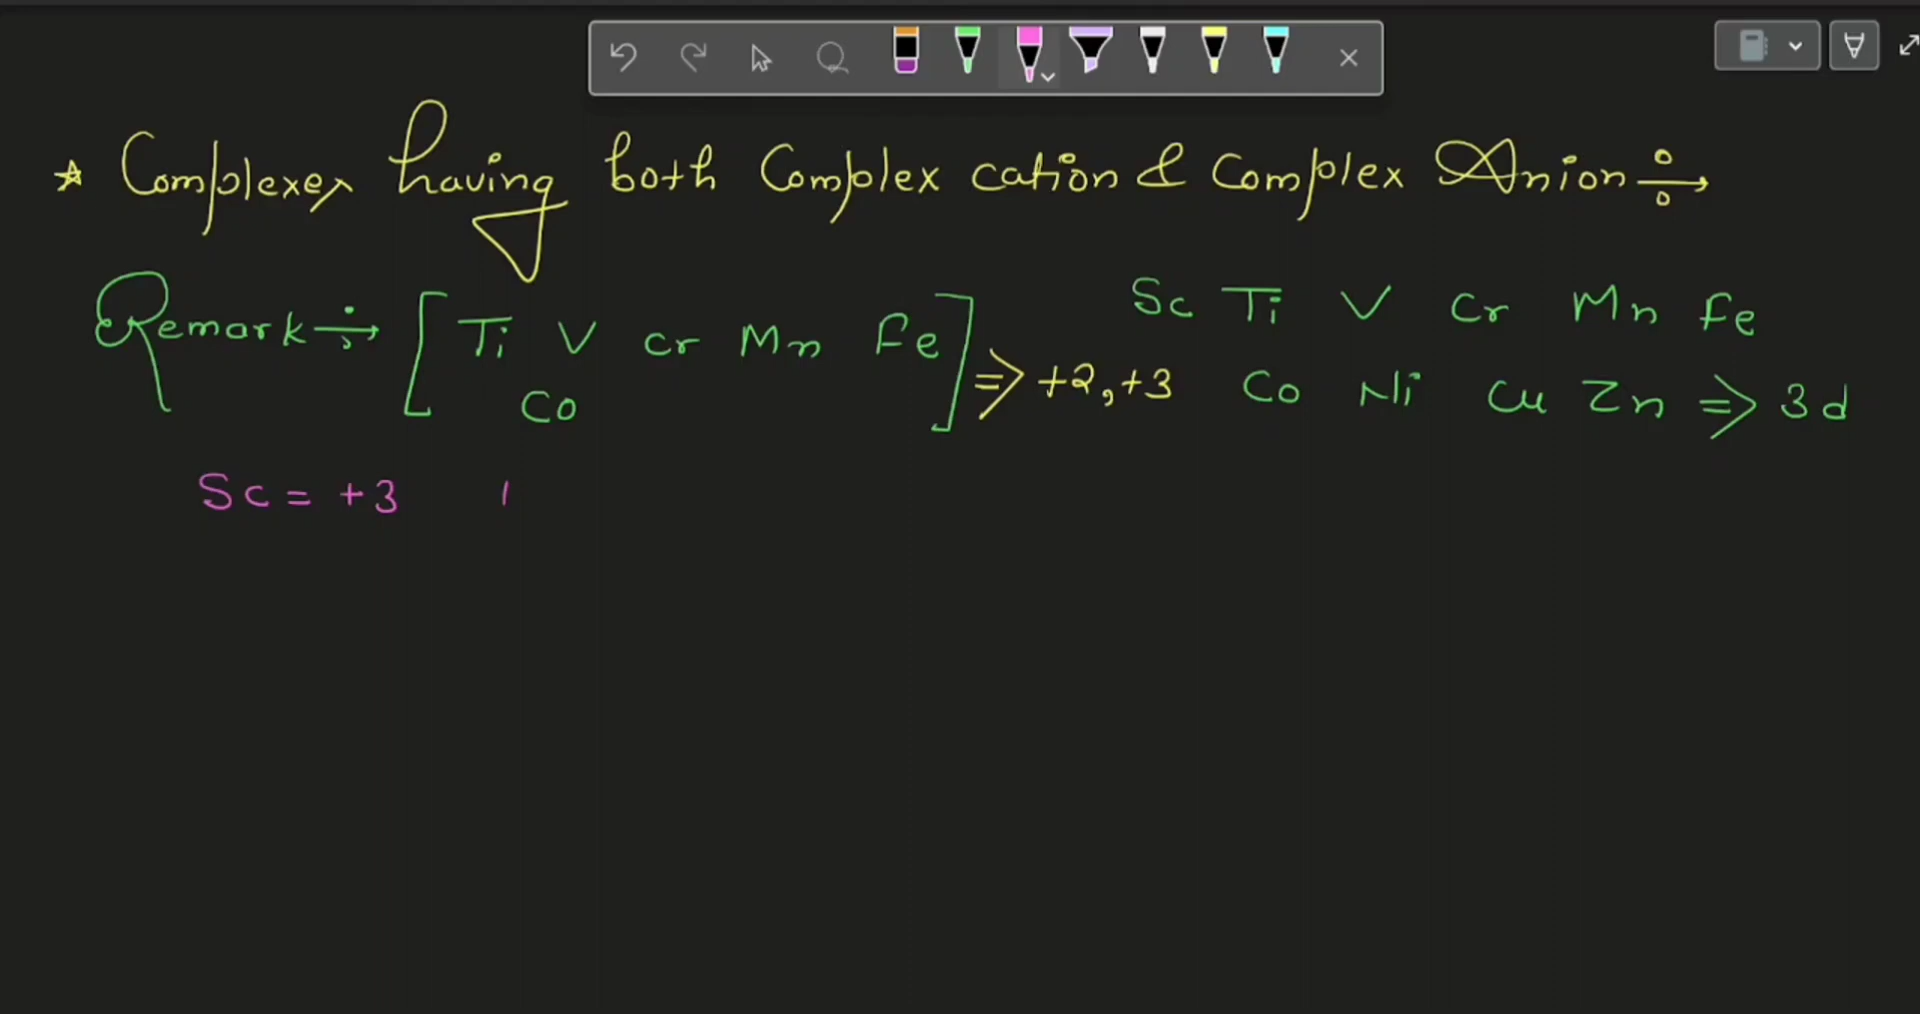 * Complexes having both Complex cation & Complex Anion ÷→
Remark ÷→ [ Ti V cr Mn Fe
Co ] ⇒ +2, +3
Sc Ti V Cr Mn Fe
Co Ni Cu Zn ⇒ 3d
Sc = +3